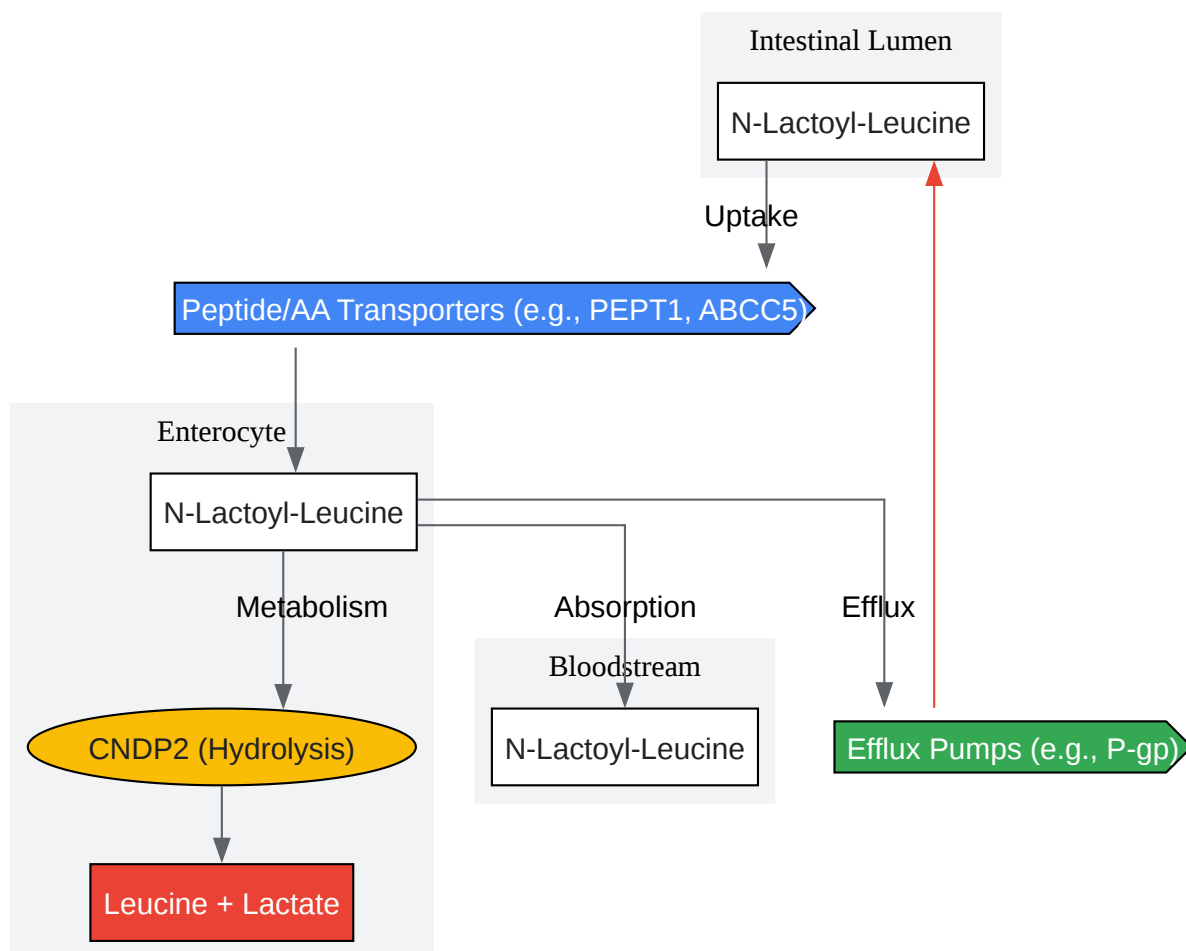 Intestinal Lumen
N-Lactoyl-Leucine
Uptake
Peptide/AA Transporters (e.g., PEPT1, ABCC5)
Enterocyte
N-Lactoyl-Leucine
Metabolism
Absorption
Efflux
Bloodstream
CNDP2 (Hydrolysis)
N-Lactoyl-Leucine
Efflux Pumps (e.g., P-gp)
Leucine + Lactate